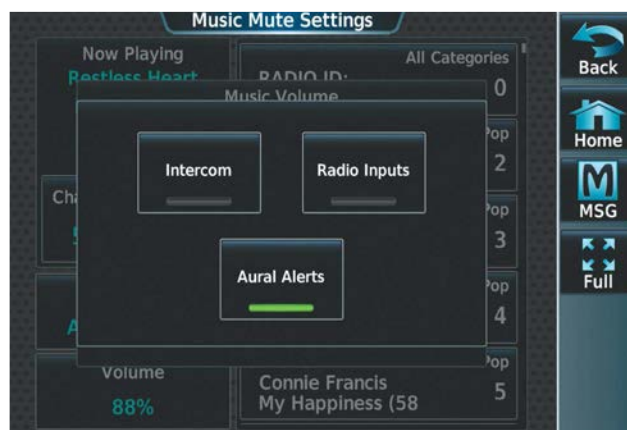 Music Mute Settings
Now Playing
Restless Heart
All Categories
RADIO ID:
0
Music Volume
Pop
2
Intercom
Radio Inputs
Pop
3
Aural Alerts
Pop
4
Volume
88%
Pop
Connie Francis
My Happiness (58
5
Back
Home
MSG
Full